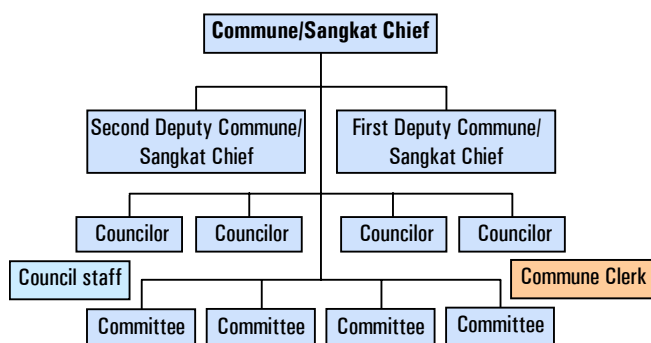 Commune/Sangkat Chief
Second Deputy Commune/
Sangkat Chief
First Deputy Commune/
Sangkat Chief
Councilor
Councilor
Councilor
Councilor
Council staff
Commune Clerk
Committee
Committee
Committee
Committee